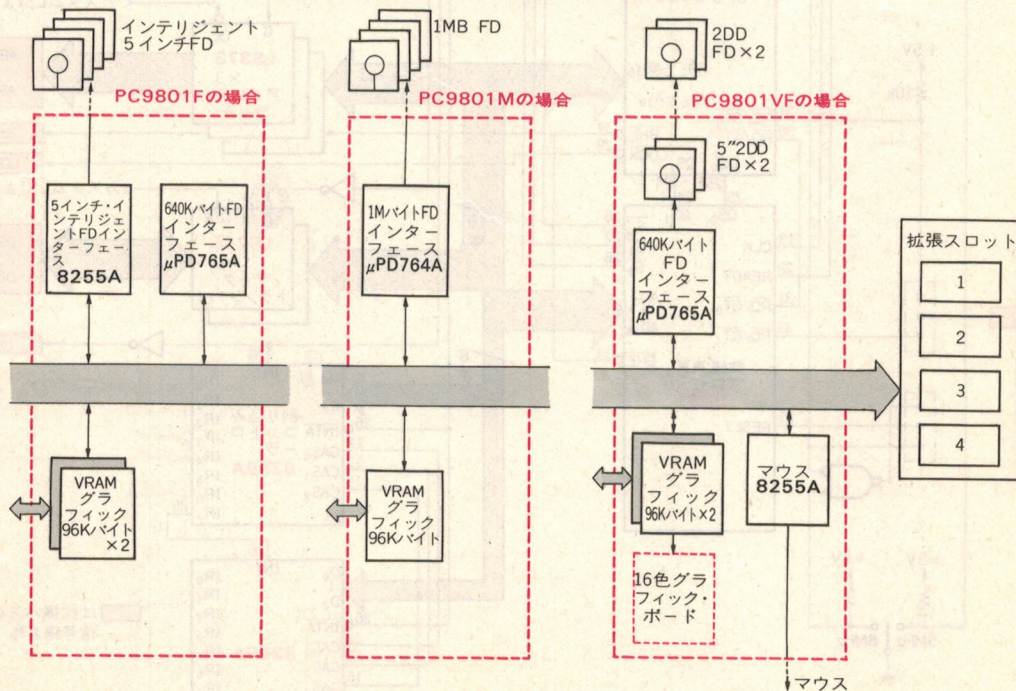 インテリジェント
5インチFD
PC9801Fの場合
5インチ・イ
ンテリジェ
ントFDイン
ターフェー
ス
8255A
640KバイトFD
インター
フェース
μPD765A
VRAM
グラ
フィック
96Kバイト
×2
1MB FD
PC9801Mの場合
1MバイトFD
インター
フェース
μPD764A
VRAM
グラ
フィック
96Kバイト
2DD
FD×2
PC9801VFの場合
5"2DD
FD×2
640Kバイト
FD
インター
フェース
μPD765A
VRAM
グラ
フィック
96Kバイト×2
マウス
8255A
16色グラ
フィック・
ボード
マウス
拡張スロット
1
2
3
4